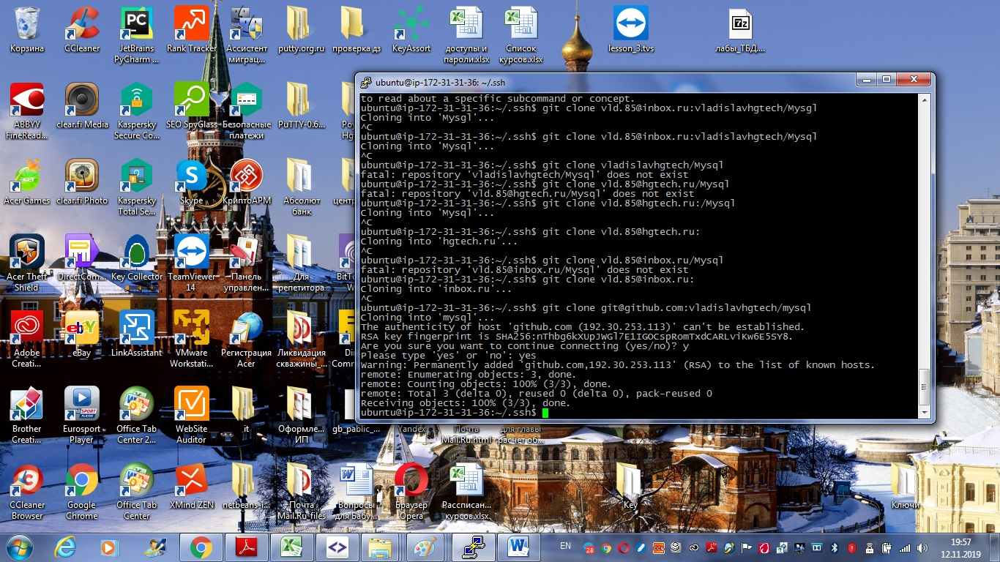 Корзина
CCleaner
JetBrains
PyCharm ...
Rank Tracker
Ассистент
миграц...
putty.org.ru
проверка дз
KeyAssort
доступы и
пароли.xlsx
Список
курсов.xlsx
lesson_3.tvs
лабы_ТБД....
ABBYY
FineRead...
clear.fi Media
Kaspersky
Secure Co...
SEO SpyGlass
Безопасные
платежи
PuTTY-0.6...
Acer Games
clear.fi Photo
Kaspersky
Total Se...
Skype
КриптоАРМ
Абсолют
банк
Acer Theft
Shield
DirectCom...
Key Collector
TeamViewer
14
Панель
управлен...
Для
репетитора
Adobe
Creati...
eBay
LinkAssistant
VMware
Workstati...
Регистрация
Acer
Ликвидация
скважины_...
Brother
Creati...
Eurosport
Player
Office Tab
Center 2...
WebSite
Auditor
it
Оформле...
ИП
gb_pablic_...
Yandex
Почта
Mail.Ru.html
для главы
расчет об...
CCleaner
Browser
Google
Chrome
Office Tab
Center
XMind ZEN
netbeans-i...
Почта
Mail.Ru_files
Вопросы
для Бабу...
Браузер
Opera
Рассписан...
курсов.xlsx
Key
Ключи
ubuntu@ip-172-31-31-36: ~/.ssh
to read about a specific subcommand or concept.
ubuntu@ip-172-31-31-36:~/.ssh$ git clone vld.85@inbox.ru:vladislavhgtech/Mysgl
Cloning into 'Mysgl'...
^C
ubuntu@ip-172-31-31-36:~/.ssh$ git clone vld.85@inbox.ru:vladislavhgtech/Mysql
Cloning into 'Mysql'...
^C
ubuntu@ip-172-31-31-36:~/.ssh$ git clone vladislavhgtech/Mysql
fatal: repository 'vladislavhgtech/Mysql' does not exist
ubuntu@ip-172-31-31-36:~/.ssh$ git clone vld.85@hgtech.ru/Mysql
fatal: repository 'vld.85@hgtech.ru/Mysql' does not exist
ubuntu@ip-172-31-31-36:~/.ssh$ git clone vld.85@hgtech.ru:/Mysql
Cloning into 'Mysql'...
^C
ubuntu@ip-172-31-31-36:~/.ssh$ git clone vld.85@hgtech.ru:
Cloning into 'hgtech.ru'...
^C
ubuntu@ip-172-31-31-36:~/.ssh$ git clone vld.85@inbox.ru/Mysql
fatal: repository 'vld.85@inbox.ru/Mysql' does not exist
ubuntu@ip-172-31-31-36:~/.ssh$ git clone vld.85@inbox.ru:
Cloning into 'inbox.ru'...
^C
ubuntu@ip-172-31-31-36:~/.ssh$ git clone git@github.com:vladislavhgtech/mysql
Cloning into 'mysql'...
The authenticity of host 'github.com (192.30.253.113)' can't be established.
RSA key fingerprint is SHA256:nThbg6kXUpJWGl7E1IGOCspRomTxdCARLviKw6E5SY8.
Are you sure you want to continue connecting (yes/no)? y
Please type 'yes' or 'no': yes
Warning: Permanently added 'github.com,192.30.253.113' (RSA) to the list of known hosts.
remote: Enumerating objects: 3, done.
remote: Counting objects: 100% (3/3), done.
remote: Total 3 (delta 0), reused 0 (delta 0), pack-reused 0
Receiving objects: 100% (3/3), done.
ubuntu@ip-172-31-31-36:~/.ssh$
EN
28
19:57
12.11.2019